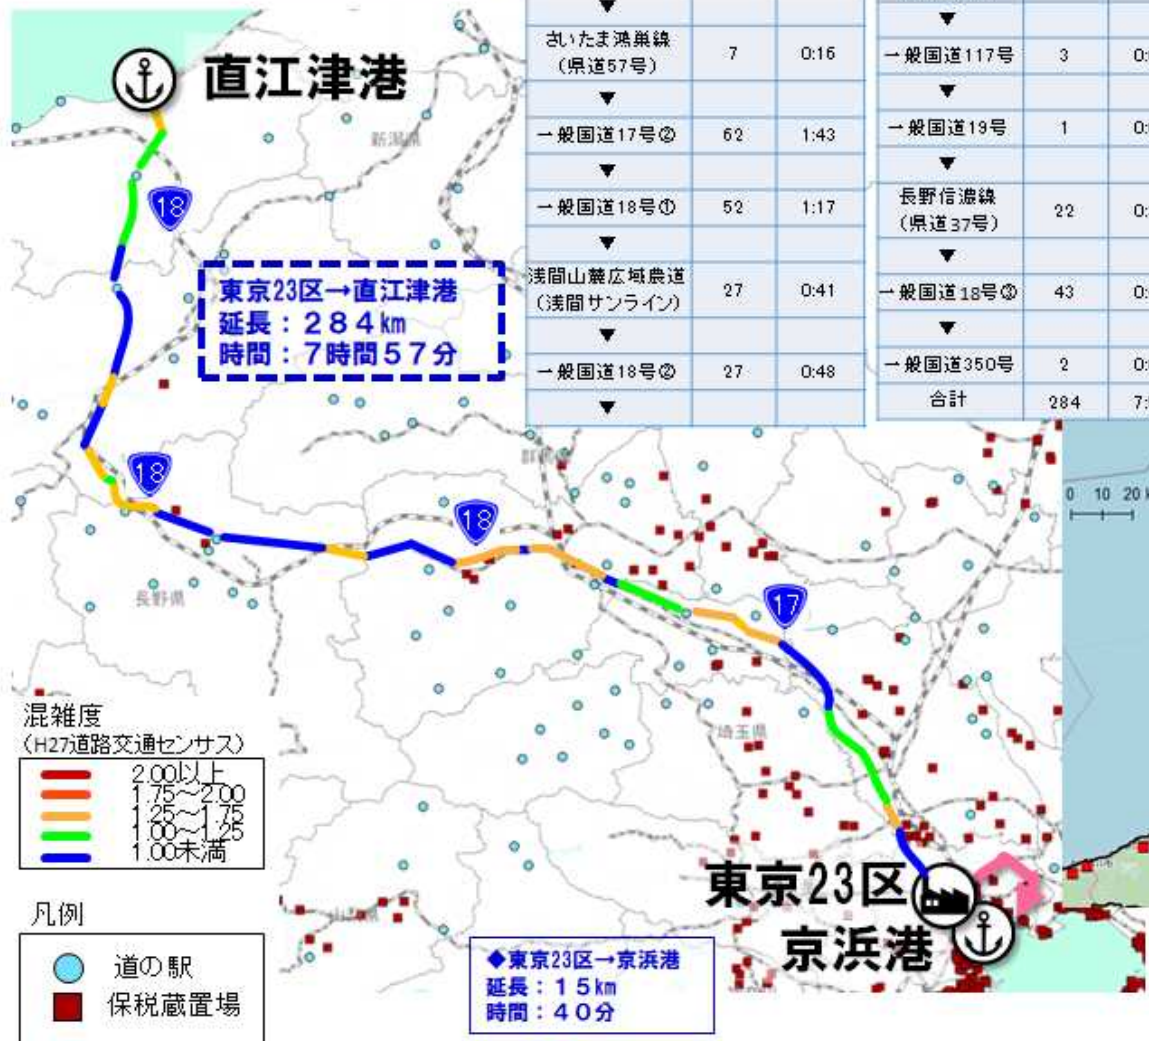 直江津港
新潟県
18
東京23区→直江津港
延長：284km
時間：7時間57分
▼
さいたま鴻巣線
（県道57号）
7
0:16
▼
一般国道17号②
62
1:43
▼
一般国道18号①
52
1:17
▼
浅間山麓広域農道
（浅間サンライン）
27
0:41
▼
一般国道18号②
27
0:48
▼
▼
一般国道117号
3
▼
一般国道19号
1
▼
長野信濃線
（県道37号）
22
▼
一般国道18号③
43
▼
一般国道350号
2
合計
284
0 10 20
18
18
17
長野県
埼玉県
混雑度
（H27道路交通センサス）
2.00以上
1.75～2.00
1.25～1.75
1.00～1.25
1.00未満
凡例
道の駅
保税蔵置場
東京23区
京浜港
◆東京23区→京浜港
延長：15km
時間：40分